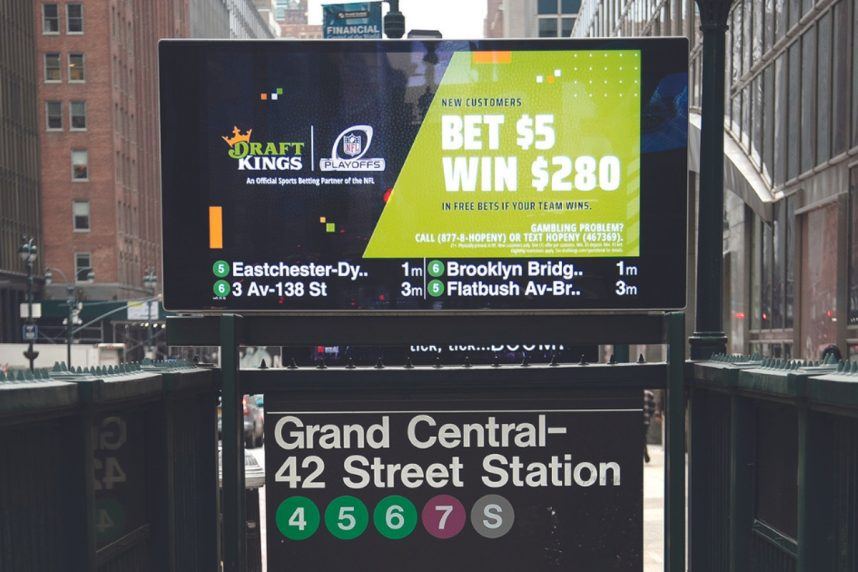 FINANCIAL
DRAFT
KINGS
NFL
PLAYOFFS
An Official Sports Betting Partner of the NFL
NEW CUSTOMERS
BET $5
WIN $280
IN FREE BETS IF YOUR TEAM WINS.
GAMBLING PROBLEM?
CALL (877-8-HOPENY) OR TEXT HOPENY (467369).
5 Eastchester-Dy.. 1m
6 3 Av-138 St 3m
6 Brooklyn Bridg.. 1m
5 Flatbush Av-Br.. 3m
Grand Central-
42 Street Station
4 5 6 7 S